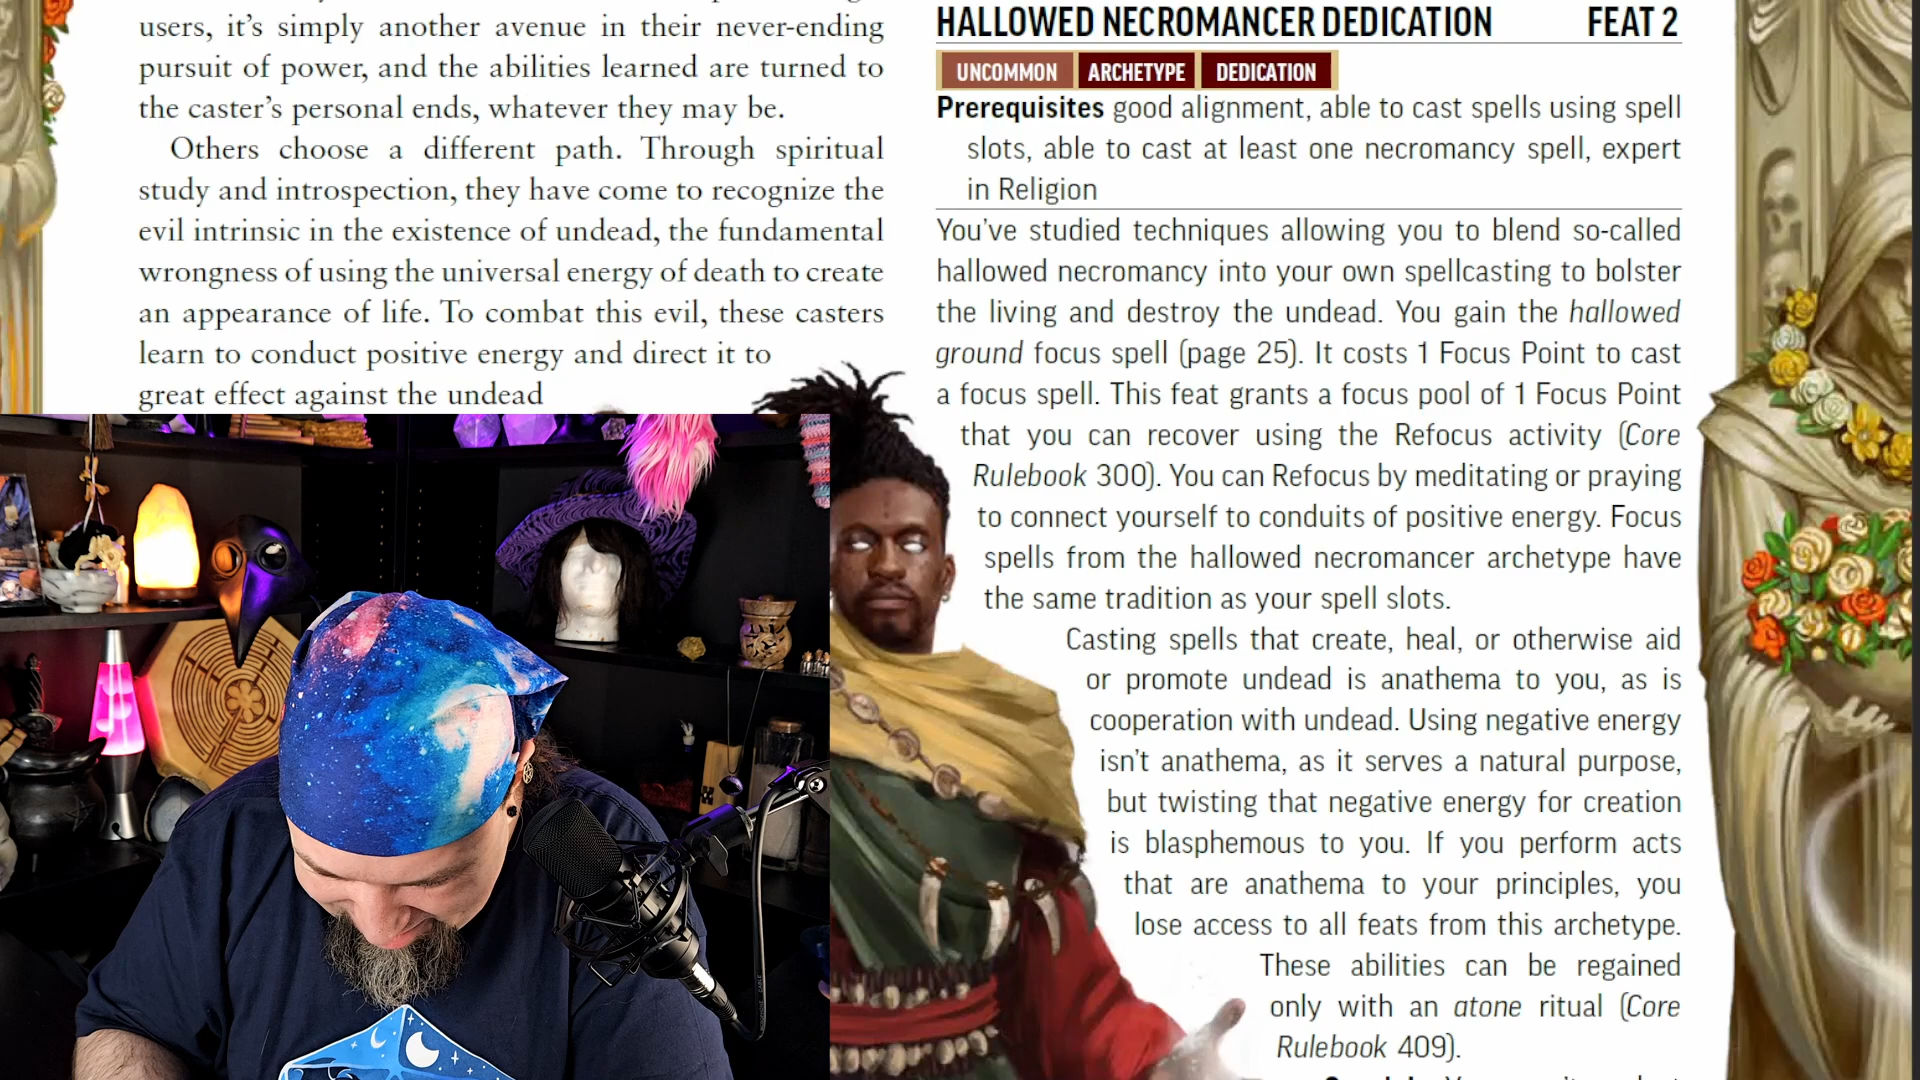 users, it's simply another avenue in their never-ending
pursuit of power, and the abilities learned are turned to
the caster's personal ends, whatever they may be.
Others choose a different path. Through spiritual
study and introspection, they have come to recognize the
evil intrinsic in the existence of undead, the fundamental
wrongness of using the universal energy of death to create
an appearance of life. To combat this evil, these casters
learn to conduct positive energy and direct it to
great effect against the undead
HALLOWED NECROMANCER DEDICATION FEAT 2
UNCOMMON ARCHETYPE DEDICATION
Prerequisites good alignment, able to cast spells using spell
slots, able to cast at least one necromancy spell, expert
in Religion
You've studied techniques allowing you to blend so-called
hallowed necromancy into your own spellcasting to bolster
the living and destroy the undead. You gain the hallowed
ground focus spell (page 25). It costs 1 Focus Point to cast
a focus spell. This feat grants a focus pool of 1 Focus Point
that you can recover using the Refocus activity (Core
Rulebook 300). You can Refocus by meditating or praying
to connect yourself to conduits of positive energy. Focus
spells from the hallowed necromancer archetype have
the same tradition as your spell slots.
Casting spells that create, heal, or otherwise aid
or promote undead is anathema to you, as is
cooperation with undead. Using negative energy
isn't anathema, as it serves a natural purpose,
but twisting that negative energy for creation
is blasphemous to you. If you perform acts
that are anathema to your principles, you
lose access to all feats from this archetype.
These abilities can be regained
only with an atone ritual (Core
Rulebook 409).